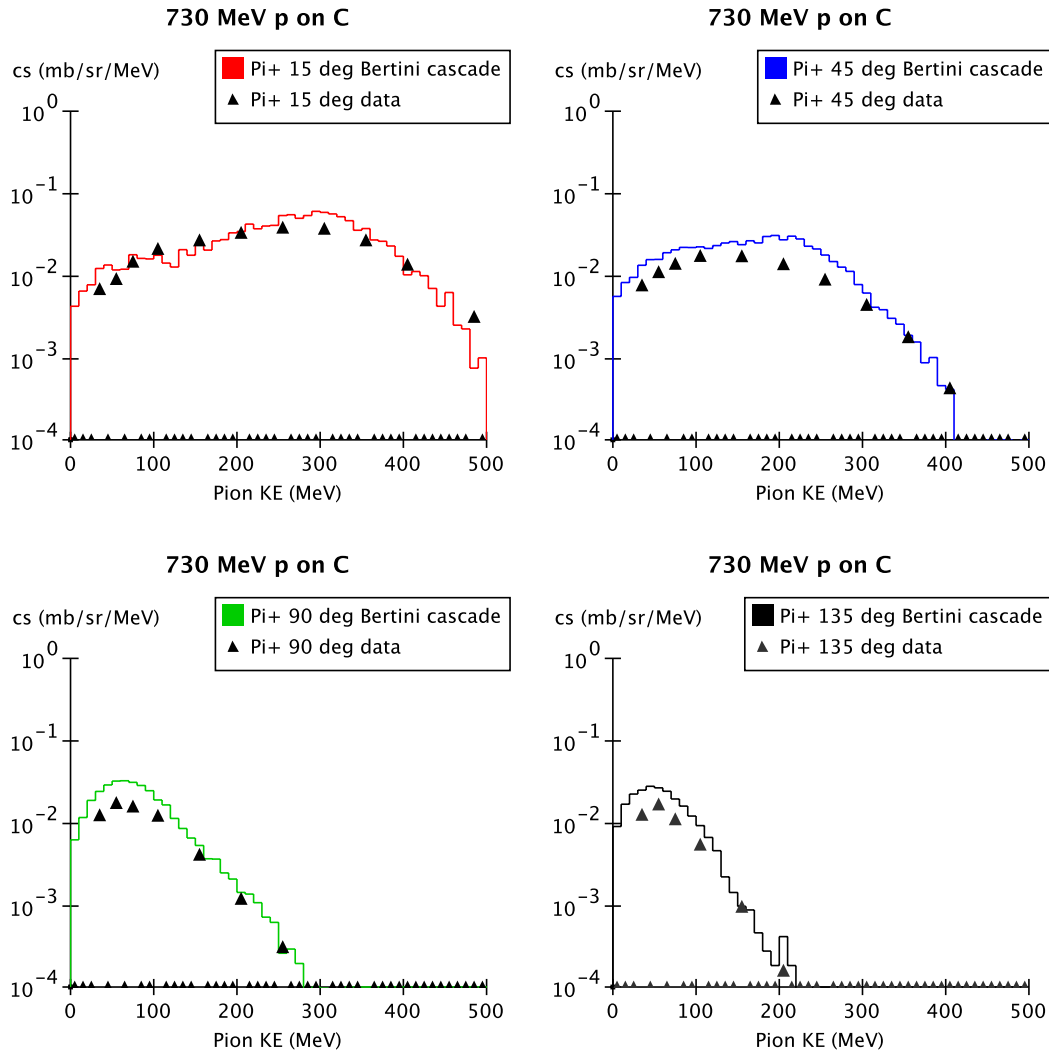 730 MeV p on C
cs (mb/sr/MeV)
Pi+ 15 deg Bertini cascade
Pi+ 15 deg data
10^0
10^-1
10^-2
10^-3
10^-4
0 100 200 300 400 500
Pion KE (MeV)
730 MeV p on C
cs (mb/sr/MeV)
Pi+ 45 deg Bertini cascade
Pi+ 45 deg data
10^0
10^-1
10^-2
10^-3
10^-4
0 100 200 300 400 500
Pion KE (MeV)
730 MeV p on C
cs (mb/sr/MeV)
Pi+ 90 deg Bertini cascade
Pi+ 90 deg data
10^0
10^-1
10^-2
10^-3
10^-4
0 100 200 300 400 500
Pion KE (MeV)
730 MeV p on C
cs (mb/sr/MeV)
Pi+ 135 deg Bertini cascade
Pi+ 135 deg data
10^0
10^-1
10^-2
10^-3
10^-4
0 100 200 300 400 500
Pion KE (MeV)